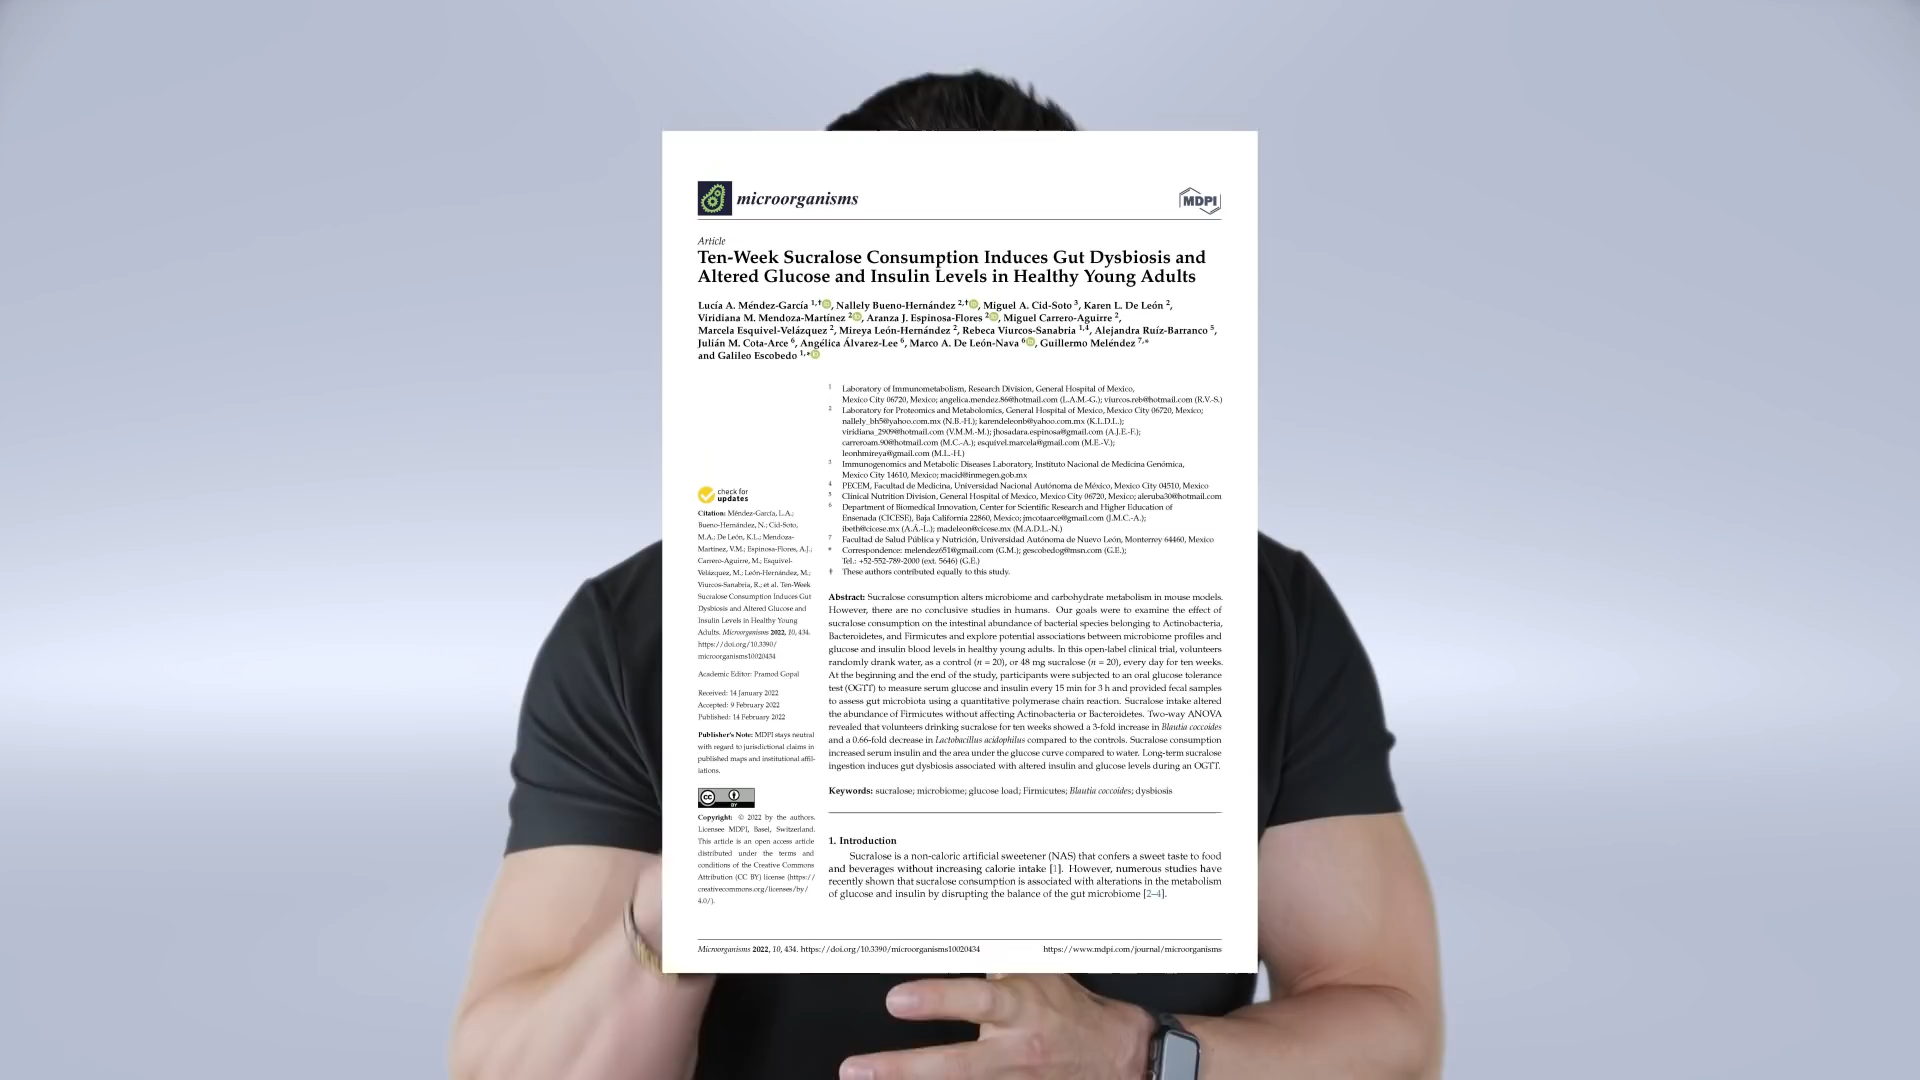 microorganisms
MDPI
Article
Ten-Week Sucralose Consumption Induces Gut Dysbiosis and
Altered Glucose and Insulin Levels in Healthy Young Adults
Lucía A. Méndez-García 1,†, Nallely Bueno-Hernández 2,†, Miguel A. Cid-Soto 3, Karen L. De León 2,
Viridiana M. Mendoza-Martínez 2, Aranza J. Espinosa-Flores 2, Miguel Carrero-Aguirre 2,
Marcela Esquivel-Velázquez 2, Mireya León-Hernández 2, Rebeca Viurcos-Sanabria 1,4, Alejandra Ruíz-Barranco 5,
Julián M. Cota-Arce 6, Angélica Álvarez-Lee 6, Marco A. De León-Nava 6, Guillermo Meléndez 7,*
and Galileo Escobedo 1,*
1 Laboratory of Immunometabolism, Research Division, General Hospital of Mexico,
Mexico City 06720, Mexico; angelica.mendez.86@hotmail.com (L.A.M.-G.); viurcos.reb@hotmail.com (R.V.-S.)
2 Laboratory for Proteomics and Metabolomics, General Hospital of Mexico, Mexico City 06720, Mexico;
nallely_bh5@yahoo.com.mx (N.B.-H.); karendeleonb@yahoo.com.mx (K.L.D.L.);
viridiana_2909@hotmail.com (V.M.M.-M.); jhosadara.espinosa@gmail.com (A.J.E.-F.);
carreroam.90@hotmail.com (M.C.-A.); esquivel.marcela@gmail.com (M.E.-V.);
leonhmireya@gmail.com (M.L.-H.)
3 Immunogenomics and Metabolic Diseases Laboratory, Instituto Nacional de Medicina Genómica,
Mexico City 14610, Mexico; macid@inmegen.gob.mx
4 PECEM, Facultad de Medicina, Universidad Nacional Autónoma de México, Mexico City 04510, Mexico
5 Clinical Nutrition Division, General Hospital of Mexico, Mexico City 06720, Mexico; aleruba30@hotmail.com
6 Department of Biomedical Innovation, Center for Scientific Research and Higher Education of
Ensenada (CICESE), Baja California 22860, Mexico; jmcotaarce@gmail.com (J.M.C.-A.);
ibeth@cicese.mx (A.Á.-L.); madeleon@cicese.mx (M.A.D.L.-N.)
7 Facultad de Salud Pública y Nutrición, Universidad Autónoma de Nuevo León, Monterrey 64460, Mexico
* Correspondence: melendez651@gmail.com (G.M.); gescobedog@msn.com (G.E.);
Tel.: +52-552-789-2000 (ext. 5646) (G.E.)
† These authors contributed equally to this study.
check for
updates
Citation: Méndez-García, L.A.;
Bueno-Hernández, N.; Cid-Soto,
M.A.; De León, K.L.; Mendoza-
Martínez, V.M.; Espinosa-Flores, A.J.;
Carrero-Aguirre, M.; Esquivel-
Velázquez, M.; León-Hernández, M.;
Viurcos-Sanabria, R.; et al. Ten-Week
Sucralose Consumption Induces Gut
Dysbiosis and Altered Glucose and
Insulin Levels in Healthy Young
Adults. Microorganisms 2022, 10, 434.
https://doi.org/10.3390/
microorganisms10020434
Academic Editor: Pramod Gopal
Received: 14 January 2022
Accepted: 9 February 2022
Published: 14 February 2022
Publisher's Note: MDPI stays neutral
with regard to jurisdictional claims in
published maps and institutional affil-
iations.
CC BY
Copyright: © 2022 by the authors.
Licensee MDPI, Basel, Switzerland.
This article is an open access article
distributed under the terms and
conditions of the Creative Commons
Attribution (CC BY) license (https://
creativecommons.org/licenses/by/
4.0/).
Abstract: Sucralose consumption alters microbiome and carbohydrate metabolism in mouse models.
However, there are no conclusive studies in humans. Our goals were to examine the effect of
sucralose consumption on the intestinal abundance of bacterial species belonging to Actinobacteria,
Bacteroidetes, and Firmicutes and explore potential associations between microbiome profiles and
glucose and insulin blood levels in healthy young adults. In this open-label clinical trial, volunteers
randomly drank water, as a control (n = 20), or 48 mg sucralose (n = 20), every day for ten weeks.
At the beginning and the end of the study, participants were subjected to an oral glucose tolerance
test (OGTT) to measure serum glucose and insulin every 15 min for 3 h and provided fecal samples
to assess gut microbiota using a quantitative polymerase chain reaction. Sucralose intake altered
the abundance of Firmicutes without affecting Actinobacteria or Bacteroidetes. Two-way ANOVA
revealed that volunteers drinking sucralose for ten weeks showed a 3-fold increase in Blautia coccoides
and a 0.66-fold decrease in Lactobacillus acidophilus compared to the controls. Sucralose consumption
increased serum insulin and the area under the glucose curve compared to water. Long-term sucralose
ingestion induces gut dysbiosis associated with altered insulin and glucose levels during an OGTT.
Keywords: sucralose; microbiome; glucose load; Firmicutes; Blautia coccoides; dysbiosis
1. Introduction
Sucralose is a non-caloric artificial sweetener (NAS) that confers a sweet taste to food
and beverages without increasing calorie intake [1]. However, numerous studies have
recently shown that sucralose consumption is associated with alterations in the metabolism
of glucose and insulin by disrupting the balance of the gut microbiome [2–4].
Microorganisms 2022, 10, 434. https://doi.org/10.3390/microorganisms10020434
https://www.mdpi.com/journal/microorganisms